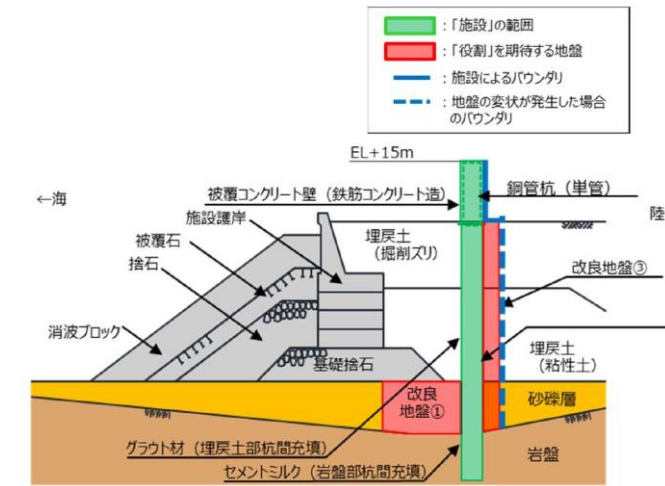 ：「施設」の範囲
：「役割」を期待する地盤
：施設によるバウンダリ
：地盤の変状が発生した場合
のバウンダリ
EL+15m
←海
被覆コンクリート壁（鉄筋コンクリート造）
鋼管杭（単管）
陸
施設護岸
被覆石
捨石
埋戻土
（掘削ズリ）
改良地盤③
消波ブロック
基礎捨石
埋戻土
（粘性土）
改良
地盤①
砂礫層
グラウト材（埋戻土部杭間充填）
岩盤
セメントミルク（岩盤部杭間充填）